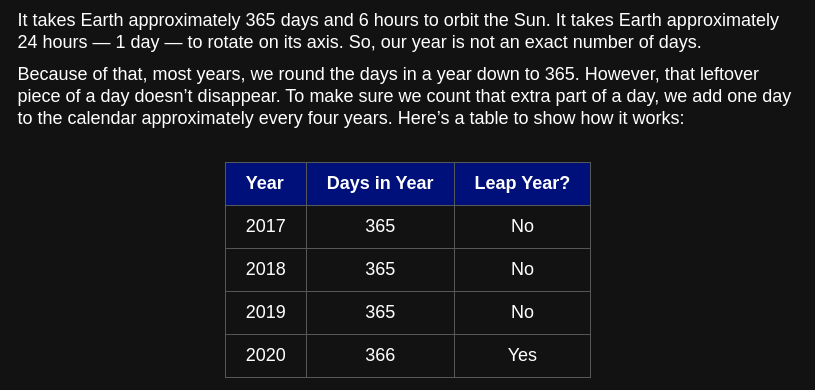 It takes Earth approximately 365 days and 6 hours to orbit the Sun. It takes Earth approximately
24 hours — 1 day — to rotate on its axis. So, our year is not an exact number of days.
Because of that, most years, we round the days in a year down to 365. However, that leftover
piece of a day doesn’t disappear. To make sure we count that extra part of a day, we add one day
to the calendar approximately every four years. Here’s a table to show how it works:
Year Days in Year Leap Year?
2017 365 No
2018 365 No
2019 365 No
2020 366 Yes